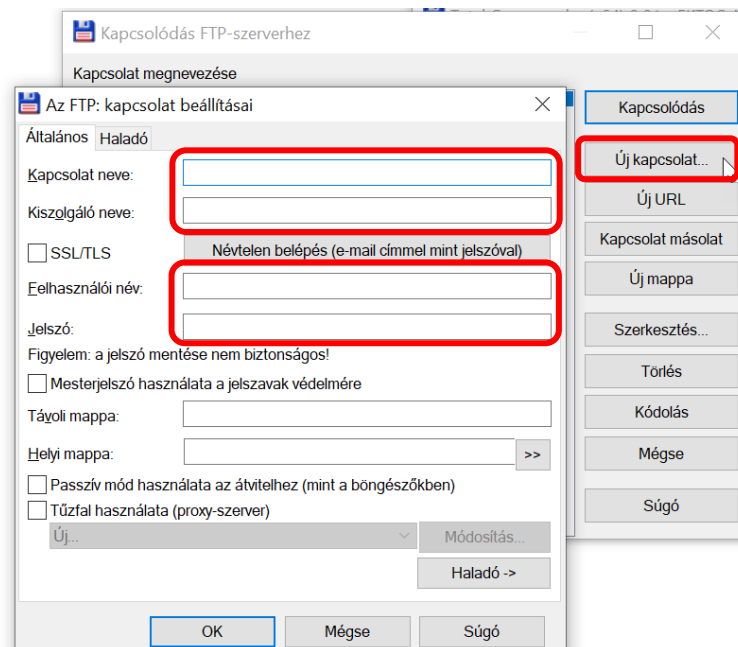 Kapcsolódás FTP-szerverhez
Kapcsolat megnevezése
Az FTP: kapcsolat beállításai
Általános Haladó
Kapcsolat neve:
Kiszolgáló neve:
SSL/TLS Névtelen belépés (e-mail címmel mint jelszóval)
Felhasználói név:
Jelszó:
Figyelem: a jelszó mentése nem biztonságos!
Mesterjelszó használata a jelszavak védelmére
Távoli mappa:
Helyi mappa: >>
Passzív mód használata az átvitelhez (mint a böngészőkben)
Tűzfal használata (proxy-szerver)
Új... Módosítás...
Haladó ->
OK Mégse Súgó
Kapcsolódás
Új kapcsolat...
Új URL
Kapcsolat másolat
Új mappa
Szerkesztés...
Törlés
Kódolás
Mégse
Súgó